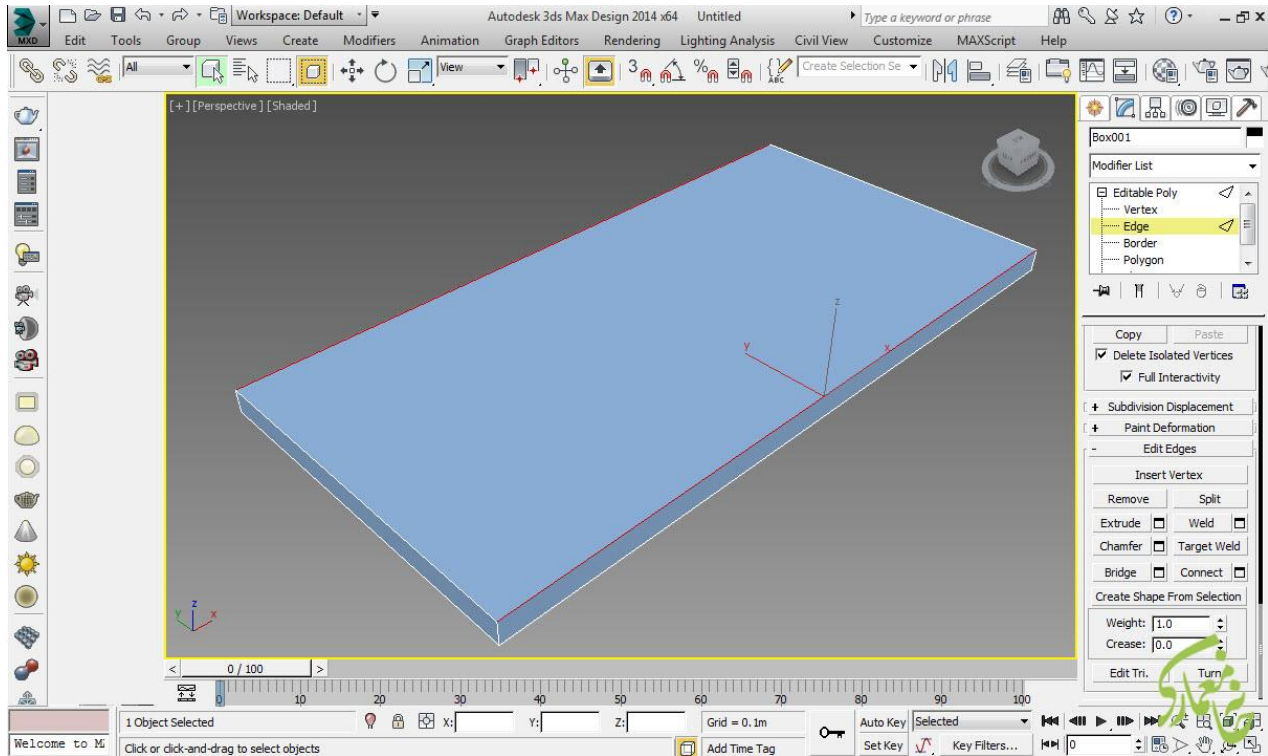 Workspace: Default
Autodesk 3ds Max Design 2014 x64 Untitled
Type a keyword or phrase
MXD
Edit Tools Group Views Create Modifiers Animation Graph Editors Rendering Lighting Analysis Civil View Customize MAXScript Help
All
View
3
%
ABC
Create Selection Se
[+] [Perspective ] [Shaded ]
Box001
Modifier List
Editable Poly
Vertex
Edge
Border
Polygon
z
y
x
Copy Paste
Delete Isolated Vertices
Full Interactivity
+ Subdivision Displacement
+ Paint Deformation
- Edit Edges
Insert Vertex
Remove Split
Extrude Weld
Chamfer Target Weld
Bridge Connect
Create Shape From Selection
Weight: 1.0
Crease: 0.0
Edit Tri. Turn
z
y
x
< 0 / 100 >
0 10 20 30 40 50 60 70 80 90 100
1 Object Selected X: Y: Z: Grid = 0.1m Auto Key Selected
Welcome to M
Click or click-and-drag to select objects Add Time Tag Set Key Key Filters... 0